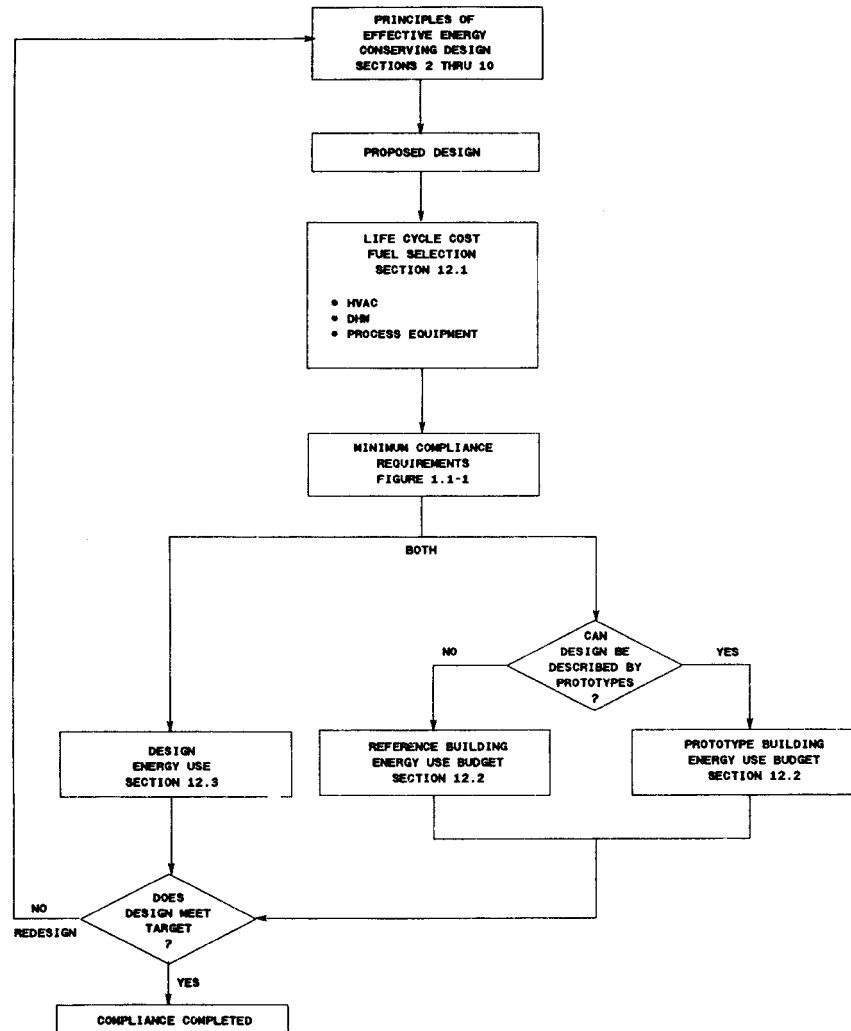 PRINCIPLES OF
EFFECTIVE ENERGY
CONSERVING DESIGN
SECTIONS 2 THRU 10
PROPOSED DESIGN
LIFE CYCLE COST
FUEL SELECTION
SECTION 12.1
• HVAC
• DHW
• PROCESS EQUIPMENT
MINIMUM COMPLIANCE
REQUIREMENTS
FIGURE 1.1-1
BOTH
CAN
DESIGN BE
DESCRIBED BY
PROTOTYPES
?
NO
YES
DESIGN
ENERGY USE
SECTION 12.3
REFERENCE BUILDING
ENERGY USE BUDGET
SECTION 12.2
PROTOTYPE BUILDING
ENERGY USE BUDGET
SECTION 12.2
DOES
DESIGN MEET
TARGET
?
NO
REDESIGN
YES
COMPLIANCE COMPLETED